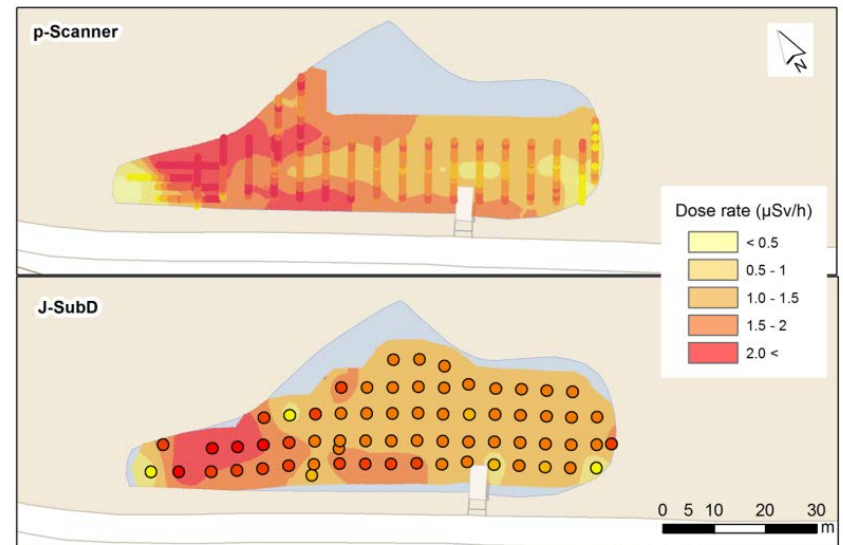 p-Scanner
N
Dose rate (µSv/h)
< 0.5
0.5 - 1
1.0 - 1.5
1.5 - 2
2.0 <
J-SubD
0 5 10 20 30
m